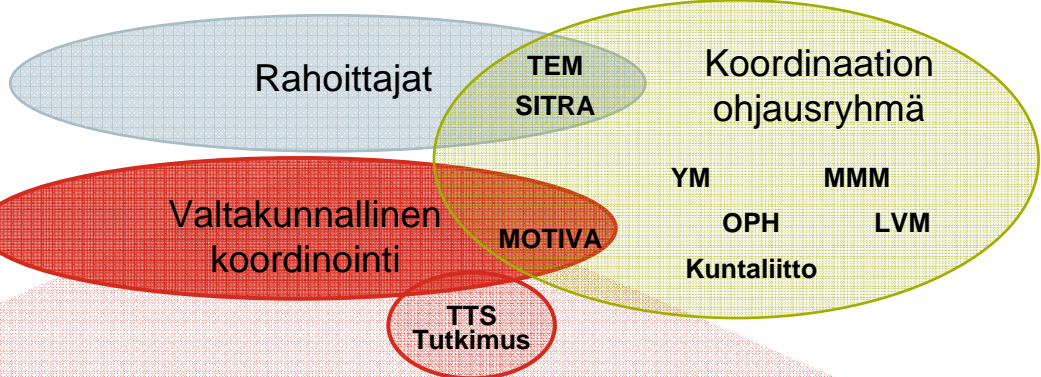 Rahoittajat
TEM
SITRA
Koordinaation
ohjausryhmä
YM
MMM
OPH
LVM
Kuntaliitto
Valtakunnallinen
koordinointi
MOTIVA
TTS
Tutkimus